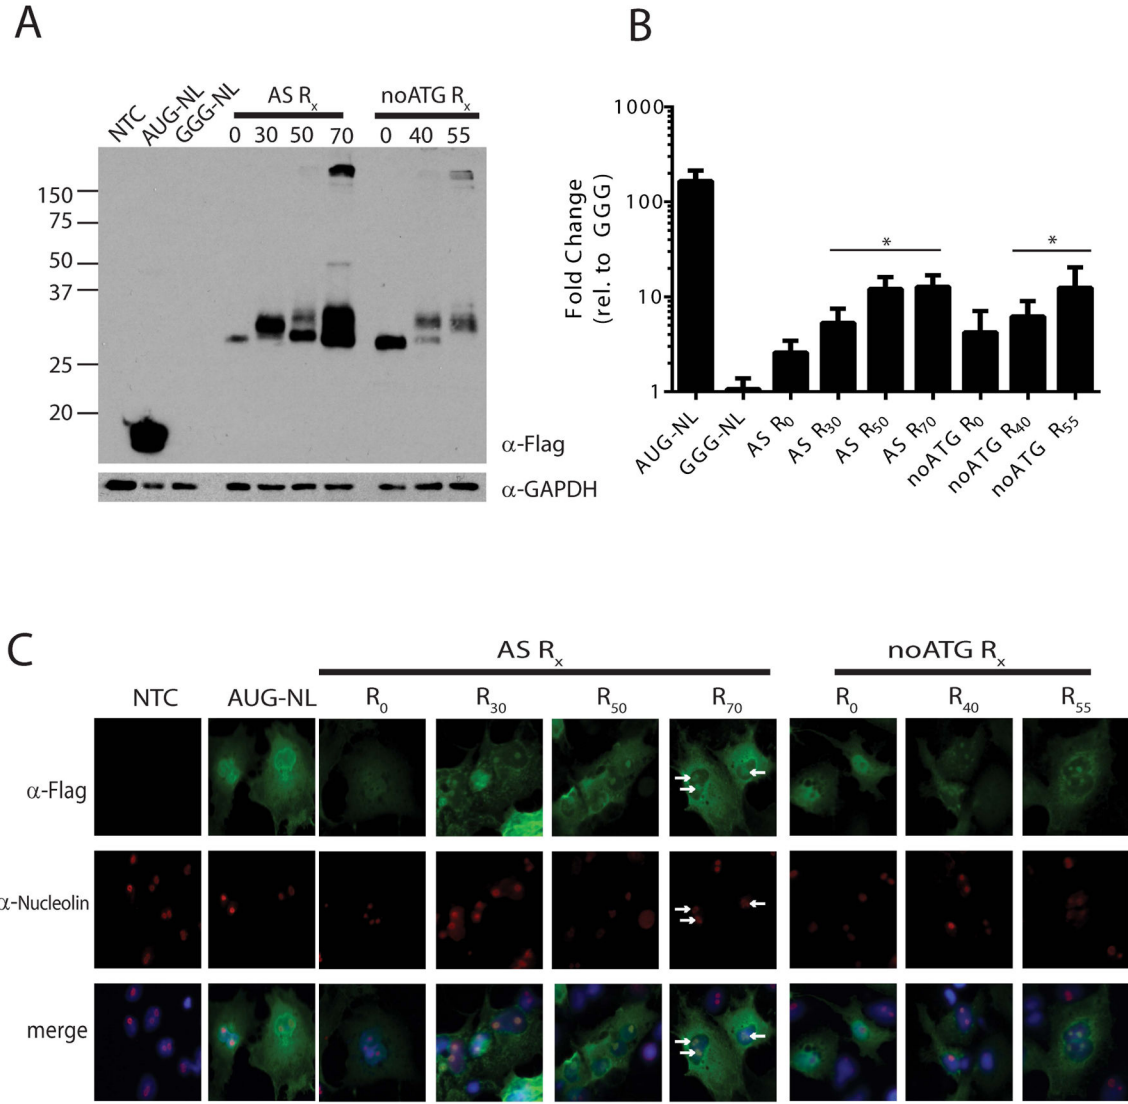 A
NTC AUG-NL GGG-NL AS Rx noATG Rx
0 30 50 70 0 40 55
150
75
50
37
25
20
α-Flag
α-GAPDH
B
Fold Change
(rel. to GGG)
1000
100
10
1
* *
AUG-NL GGG-NL AS R0 AS R30 AS R50 AS R70 noATG R0 noATG R40 noATG R55
C
AS Rx noATG Rx
NTC AUG-NL R0 R30 R50 R70 R0 R40 R55
α-Flag
α-Nucleolin
merge